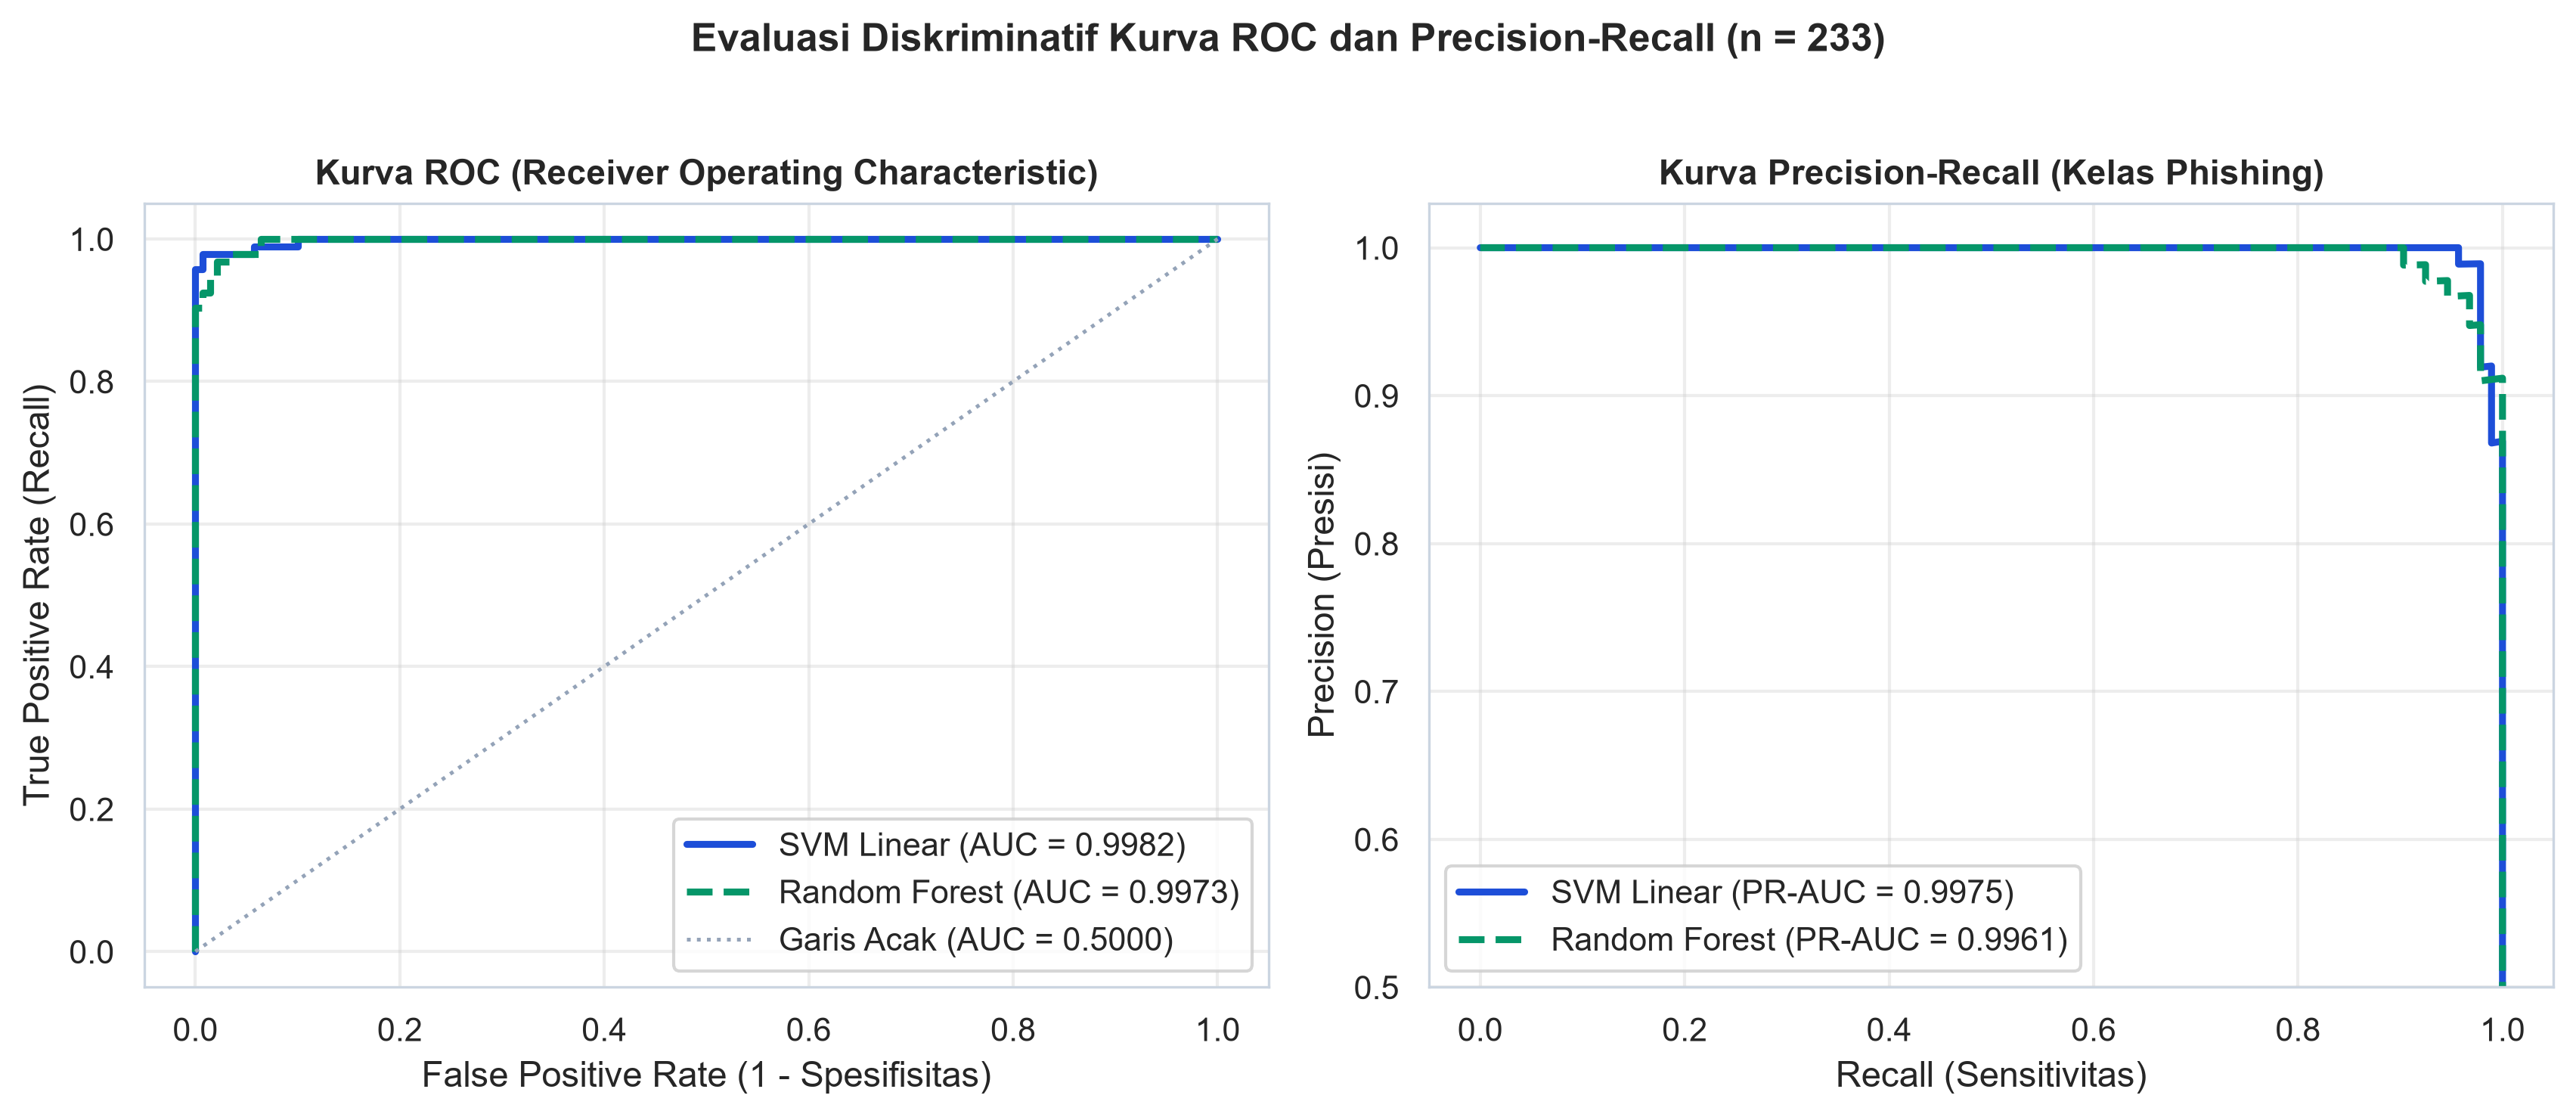 Evaluasi Diskriminatif Kurva ROC dan Precision-Recall (n = 233)
Kurva ROC (Receiver Operating Characteristic)
True Positive Rate (Recall)
1.0
0.8
0.6
0.4
0.2
0.0
0.0 0.2 0.4 0.6 0.8 1.0
False Positive Rate (1 - Spesifisitas)
SVM Linear (AUC = 0.9982)
Random Forest (AUC = 0.9973)
Garis Acak (AUC = 0.5000)
Kurva Precision-Recall (Kelas Phishing)
Precision (Presisi)
1.0
0.9
0.8
0.7
0.6
0.5
0.0 0.2 0.4 0.6 0.8 1.0
Recall (Sensitivitas)
SVM Linear (PR-AUC = 0.9975)
Random Forest (PR-AUC = 0.9961)